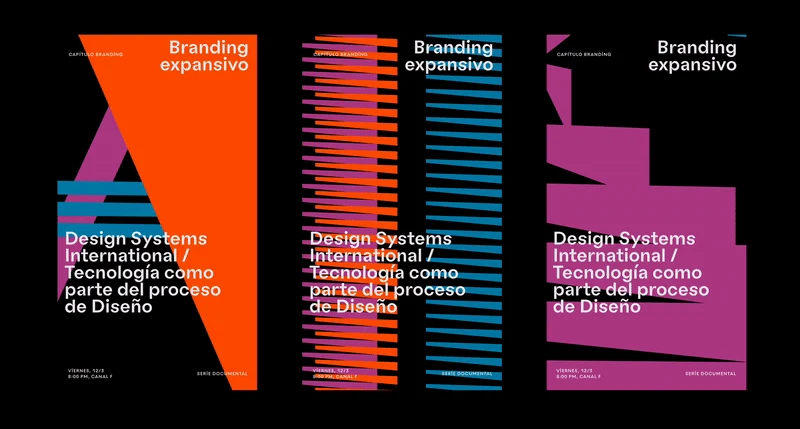 CAPÍTULO BRANDING
Branding
expansivo
Design Systems
International /
Tecnología como
parte del proceso
de Diseño
VIERNES, 12/3
5:00 PM, CANAL F
SERIE DOCUMENTAL
CAPÍTULO BRANDING
Branding
expansivo
Design Systems
International /
Tecnología como
parte del proceso
de Diseño
VIERNES, 12/3
5:00 PM, CANAL F
SERIE DOCUMENTAL
CAPÍTULO BRANDING
Branding
expansivo
Design Systems
International /
Tecnología como
parte del proceso
de Diseño
VIERNES, 12/3
5:00 PM, CANAL F
SERIE DOCUMENTAL